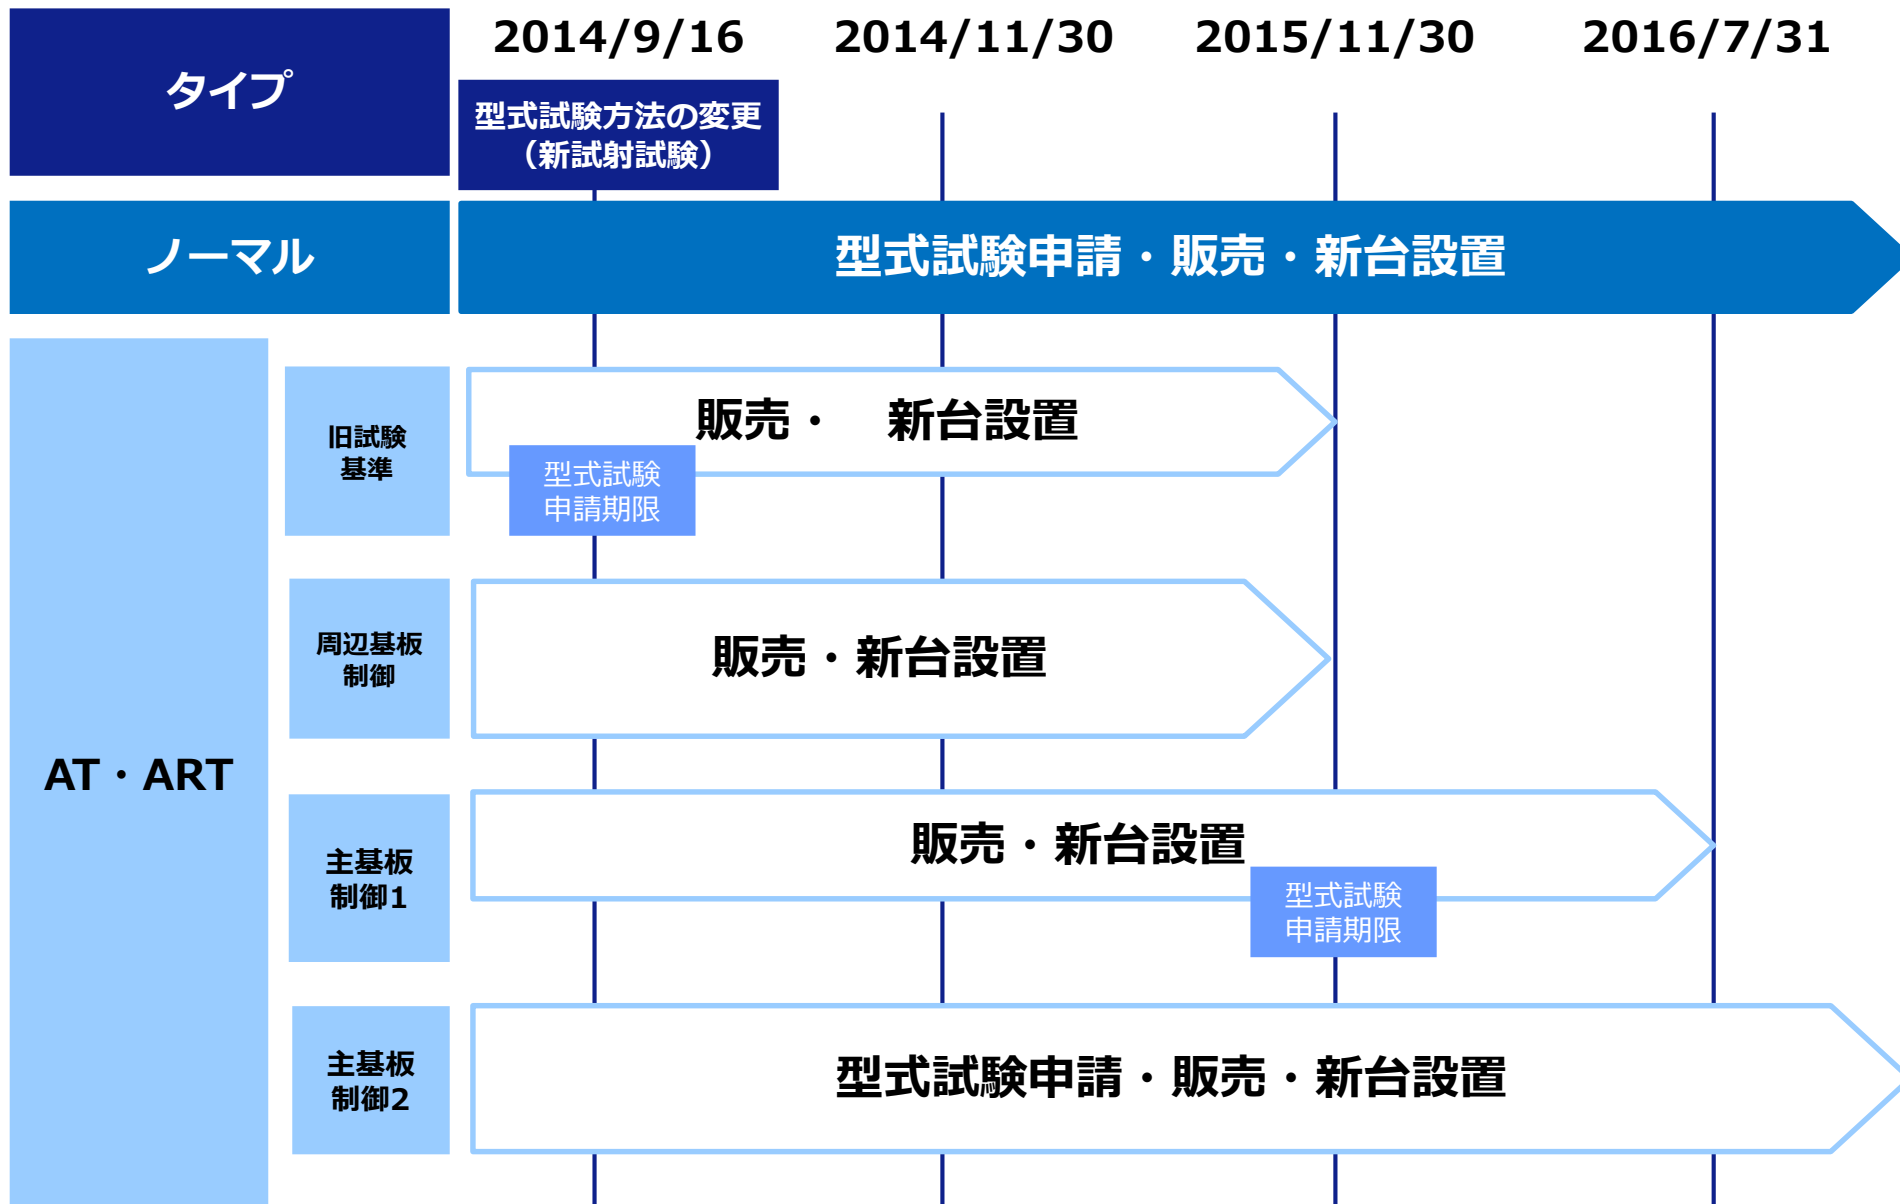 タイプ
2014/9/16
2014/11/30
2015/11/30
2016/7/31
型式試験方法の変更
（新試射試験）
ノーマル
型式試験申請・販売・新台設置
AT・ART
旧試験
基準
販売・　新台設置
型式試験
申請期限
周辺基板
制御
販売・新台設置
主基板
制御1
販売・新台設置
型式試験
申請期限
主基板
制御2
型式試験申請・販売・新台設置